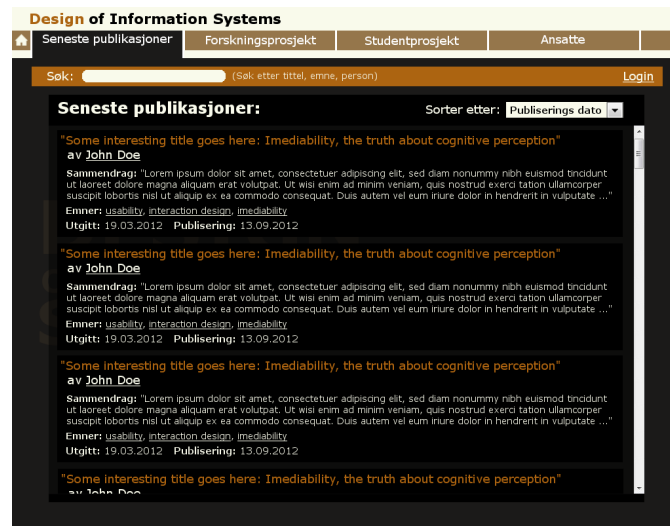 Design of Information Systems
Seneste publikasjoner Forskningsprosjekt Studentprosjekt Ansatte
Søk: (Søk etter tittel, emne, person) Login
Seneste publikasjoner: Sorter etter: Publiserings dato
"Some interesting title goes here: Imediability, the truth about cognitive perception"
av John Doe
Sammendrag: "Lorem ipsum dolor sit amet, consectetuer adipiscing elit, sed diam nonummy nibh euismod tincidunt
ut laoreet dolore magna aliquam erat volutpat. Ut wisi enim ad minim veniam, quis nostrud exerci tation ullamcorper
suscipit lobortis nisl ut aliquip ex ea commodo consequat. Duis autem vel eum iriure dolor in hendrerit in vulputate ..."
Emner: usability, interaction design, imediability
Utgitt: 19.03.2012 Publisering: 13.09.2012
"Some interesting title goes here: Imediability, the truth about cognitive perception"
av John Doe
Sammendrag: "Lorem ipsum dolor sit amet, consectetuer adipiscing elit, sed diam nonummy nibh euismod tincidunt
ut laoreet dolore magna aliquam erat volutpat. Ut wisi enim ad minim veniam, quis nostrud exerci tation ullamcorper
suscipit lobortis nisl ut aliquip ex ea commodo consequat. Duis autem vel eum iriure dolor in hendrerit in vulputate ..."
Emner: usability, interaction design, imediability
Utgitt: 19.03.2012 Publisering: 13.09.2012
"Some interesting title goes here: Imediability, the truth about cognitive perception"
av John Doe
Sammendrag: "Lorem ipsum dolor sit amet, consectetuer adipiscing elit, sed diam nonummy nibh euismod tincidunt
ut laoreet dolore magna aliquam erat volutpat. Ut wisi enim ad minim veniam, quis nostrud exerci tation ullamcorper
suscipit lobortis nisl ut aliquip ex ea commodo consequat. Duis autem vel eum iriure dolor in hendrerit in vulputate ..."
Emner: usability, interaction design, imediability
Utgitt: 19.03.2012 Publisering: 13.09.2012
"Some interesting title goes here: Imediability, the truth about cognitive perception"
av John Doe